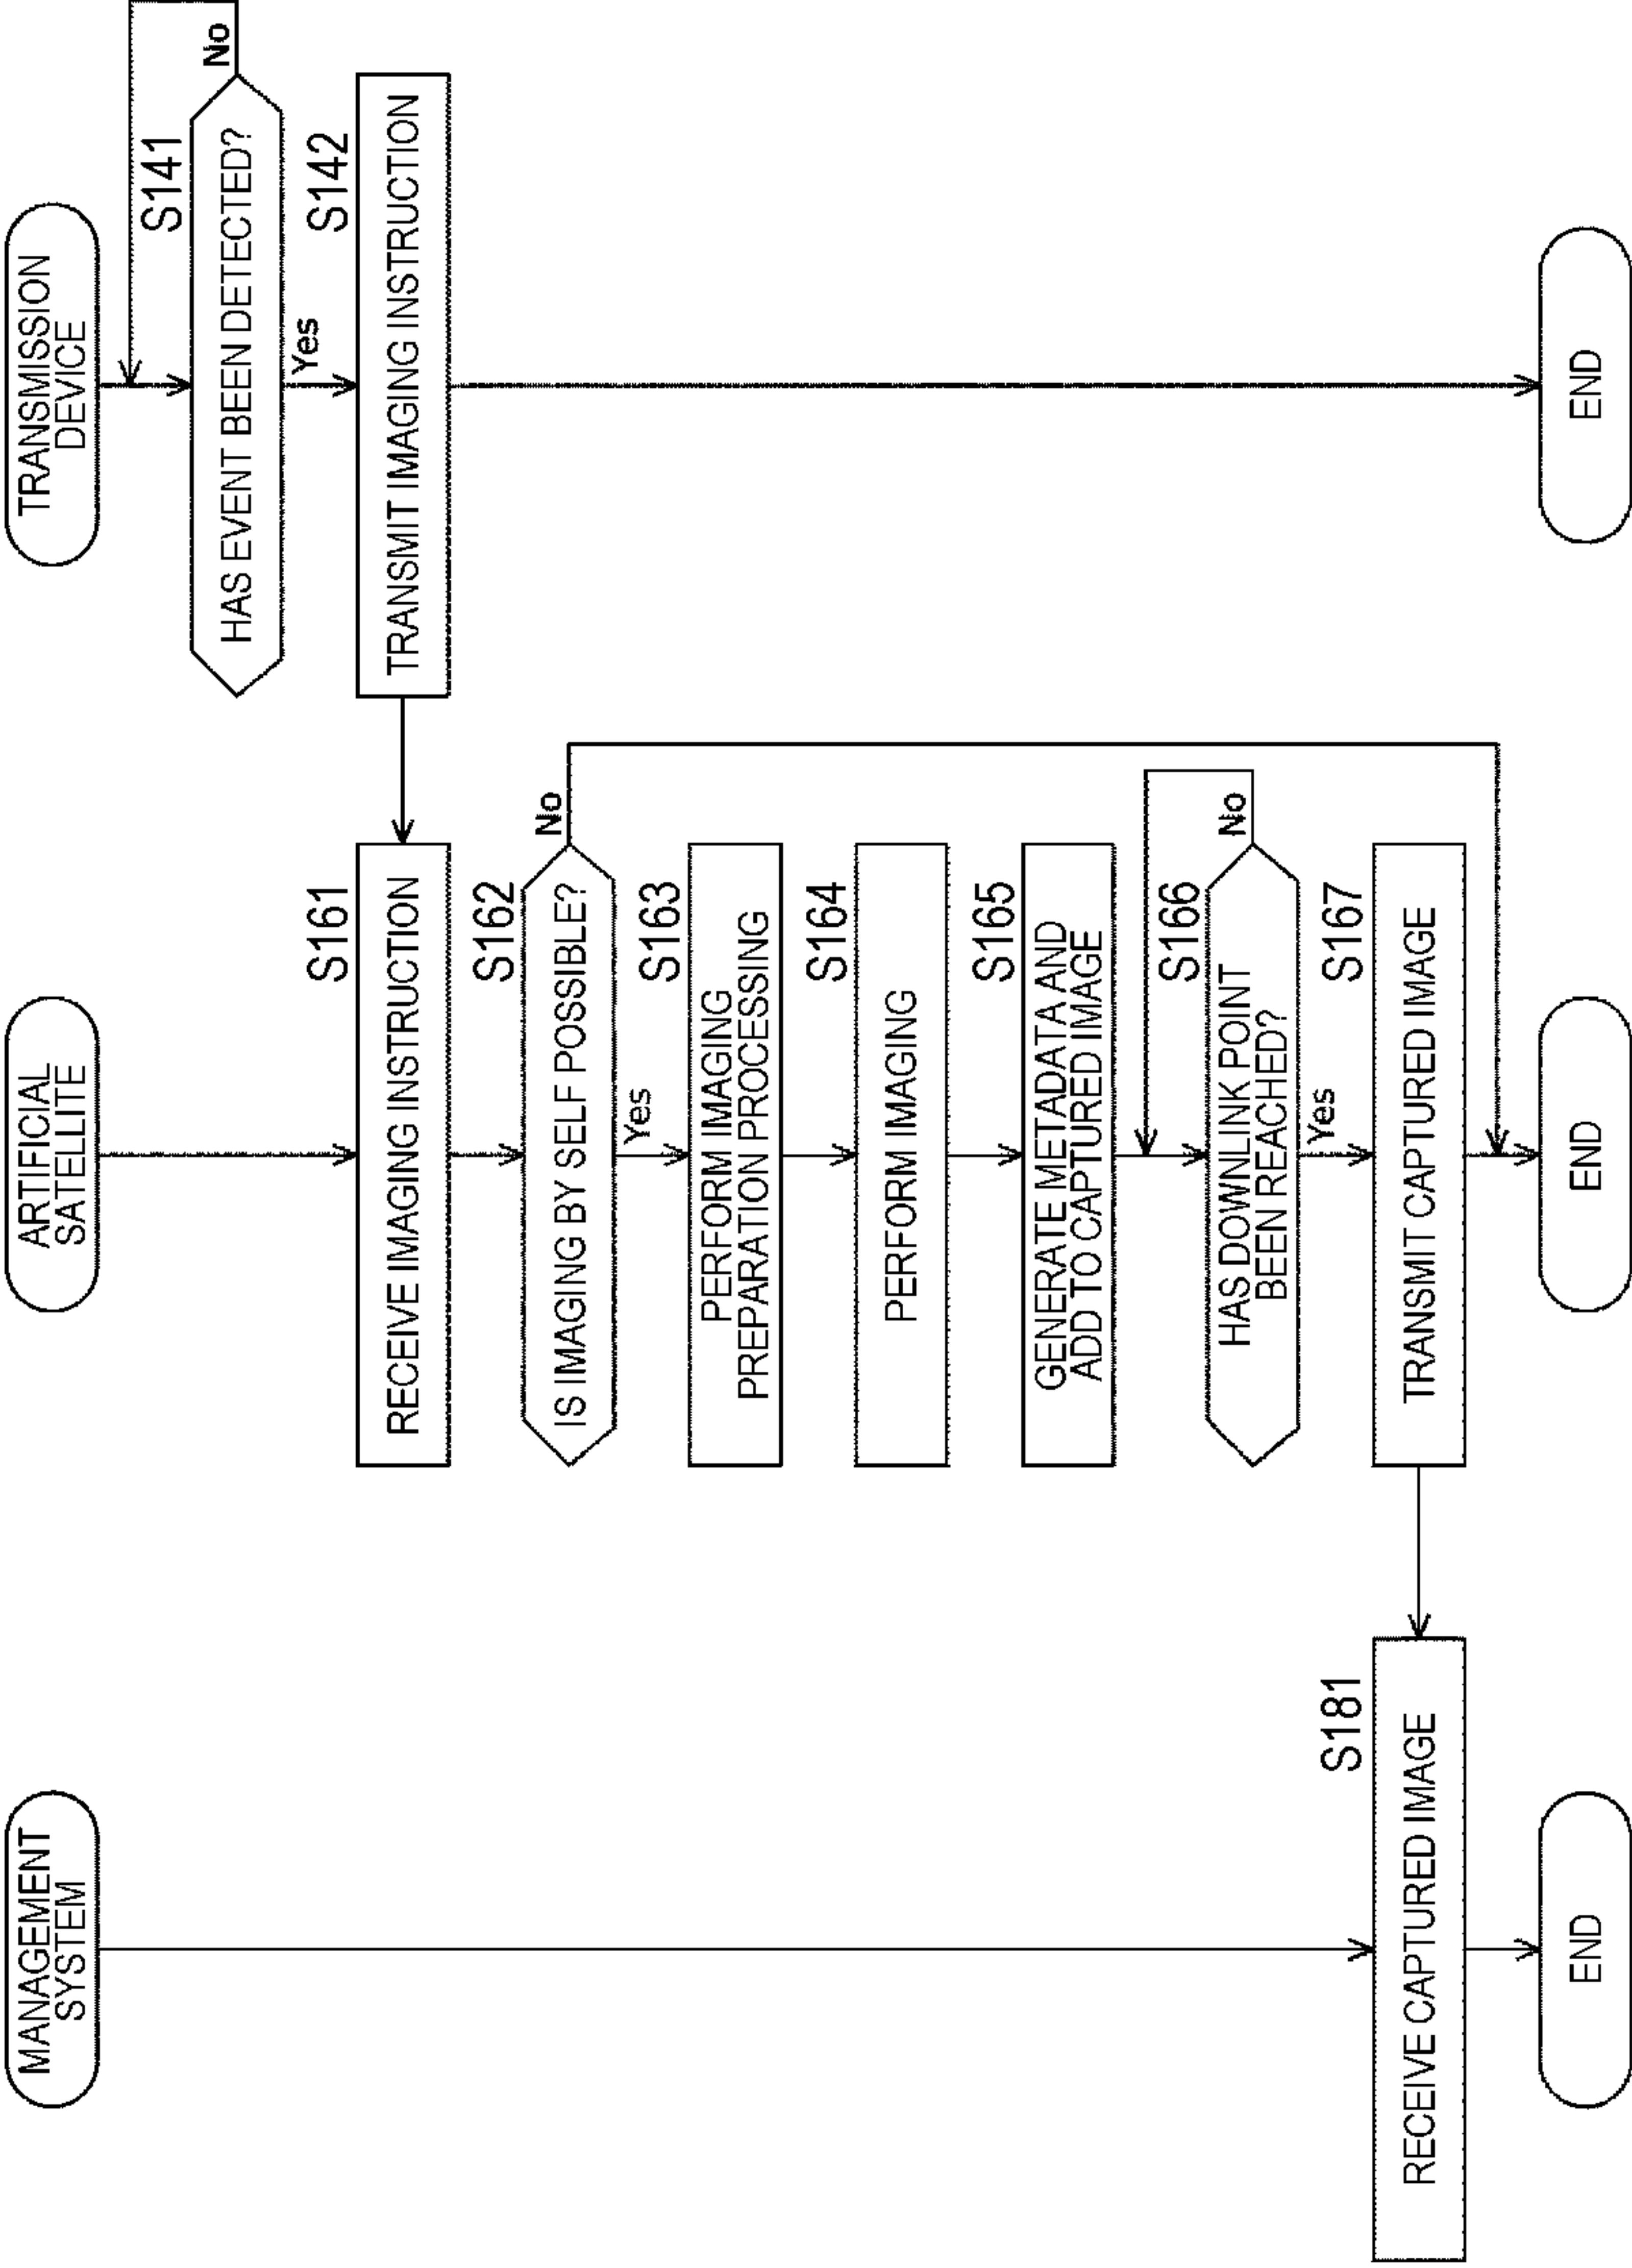 MANAGEMENT
SYSTEM
S181
RECEIVE CAPTURED IMAGE
END
ARTIFICIAL
SATELLITE
S161
RECEIVE IMAGING INSTRUCTION
S162
IS IMAGING BY SELF POSSIBLE?
No
Yes
S163
PERFORM IMAGING
PREPARATION PROCESSING
S164
PERFORM IMAGING
S165
GENERATE METADATA AND
ADD TO CAPTURED IMAGE
S166
HAS DOWNLINK POINT
BEEN REACHED?
No
Yes
S167
TRANSMIT CAPTURED IMAGE
END
TRANSMISSION
DEVICE
S141
HAS EVENT BEEN DETECTED?
No
Yes
S142
TRANSMIT IMAGING INSTRUCTION
END